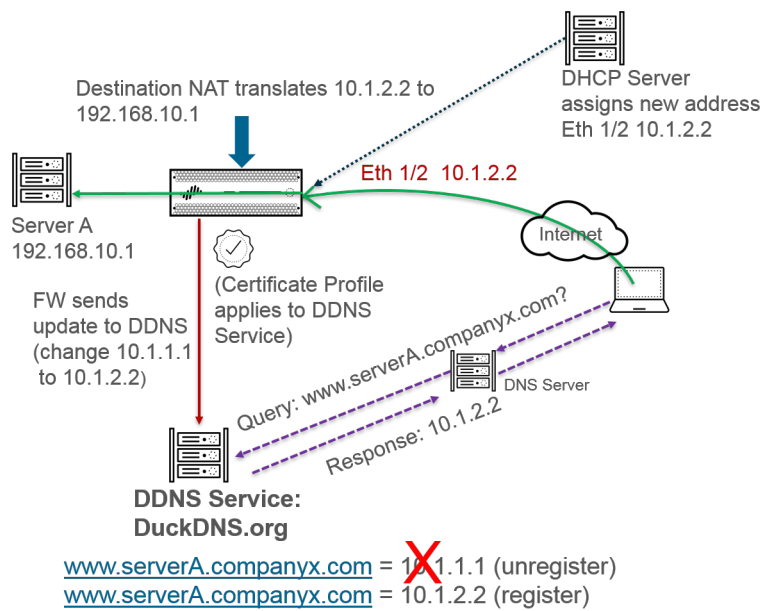 DHCP Server
assigns new address
Eth 1/2 10.1.2.2
Destination NAT translates 10.1.2.2 to
192.168.10.1
Eth 1/2  10.1.2.2
Internet
Server A
192.168.10.1
(Certificate Profile
applies to DDNS
Service)
FW sends
update to DDNS
(change 10.1.1.1
to 10.1.2.2)
Query: www.serverA.companyx.com?
DNS Server
Response: 10.1.2.2
DDNS Service:
DuckDNS.org
www.serverA.companyx.com = 10.1.1.1 (unregister)
www.serverA.companyx.com = 10.1.2.2 (register)